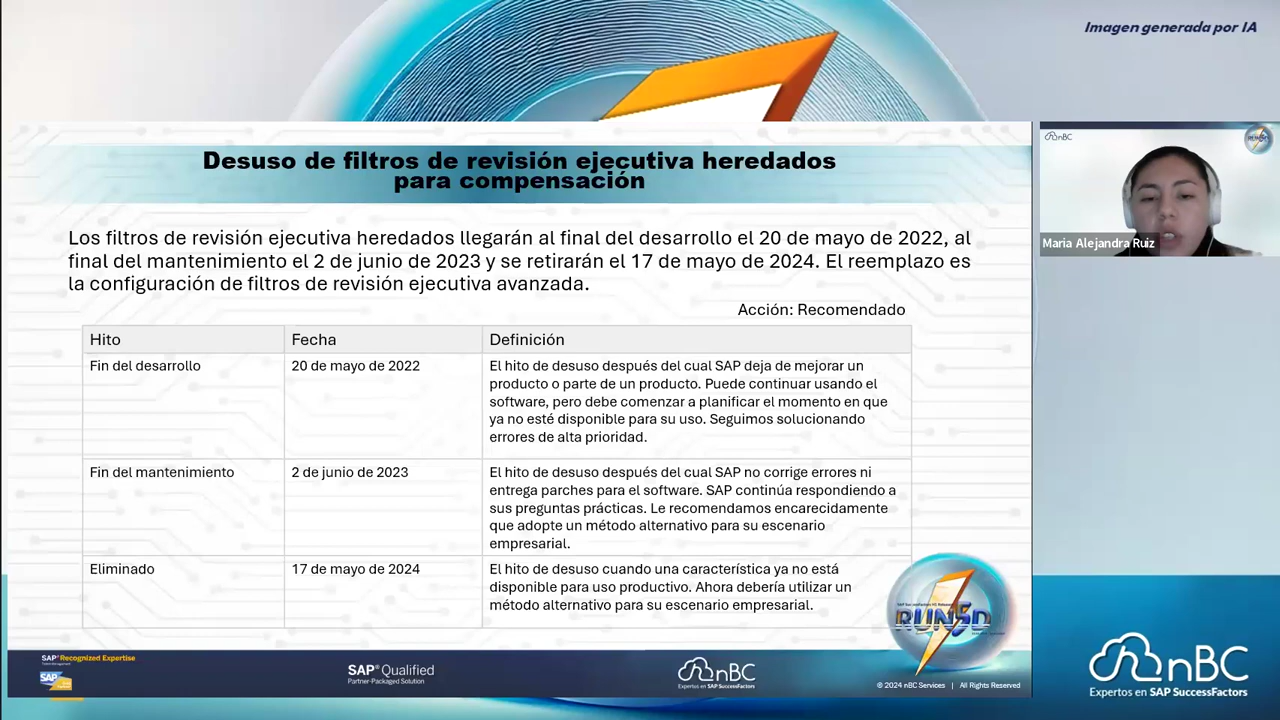 Imagen generada por IA
Desuso de filtros de revisión ejecutiva heredados
para compensación
Los filtros de revisión ejecutiva heredados llegarán al final del desarrollo el 20 de mayo de 2022, al
final del mantenimiento el 2 de junio de 2023 y se retirarán el 17 de mayo de 2024. El reemplazo es
la configuración de filtros de revisión ejecutiva avanzada.
Acción: Recomendado
Hito
Fecha
Definición
Fin del desarrollo
20 de mayo de 2022
El hito de desuso después del cual SAP deja de mejorar un
producto o parte de un producto. Puede continuar usando el
software, pero debe comenzar a planificar el momento en que
ya no esté disponible para su uso. Seguimos solucionando
errores de alta prioridad.
Fin del mantenimiento
2 de junio de 2023
El hito de desuso después del cual SAP no corrige errores ni
entrega parches para el software. SAP continúa respondiendo a
sus preguntas prácticas. Le recomendamos encarecidamente
que adopte un método alternativo para su escenario
empresarial.
Eliminado
17 de mayo de 2024
El hito de desuso cuando una característica ya no está
disponible para uso productivo. Ahora debería utilizar un
método alternativo para su escenario empresarial.
nBC
Maria Alejandra Ruiz
SAP® Recognized Expertise
SAP
SAP® Qualified
Partner-Packaged Solution
nBC
Expertos en SAP SuccessFactors
© 2024 nBC Services | All Rights Reserved
nBC
Expertos en SAP SuccessFactors